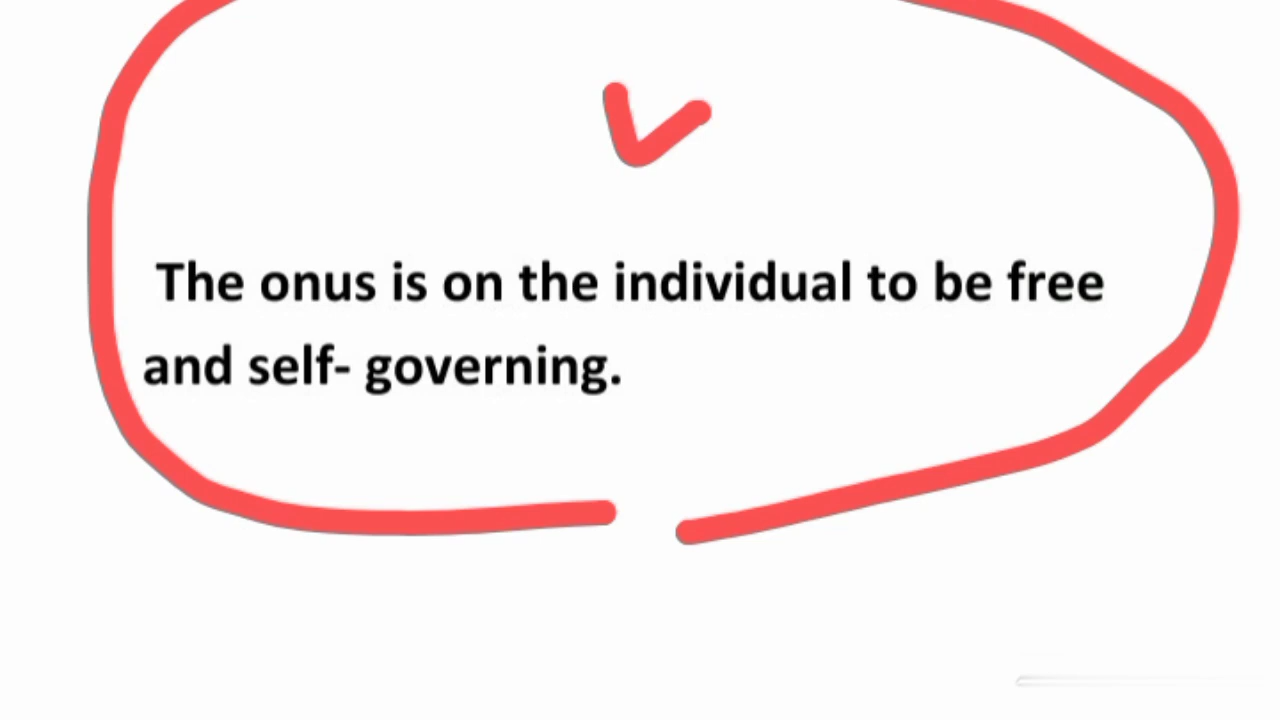 The onus is on the individual to be free
and self- governing.